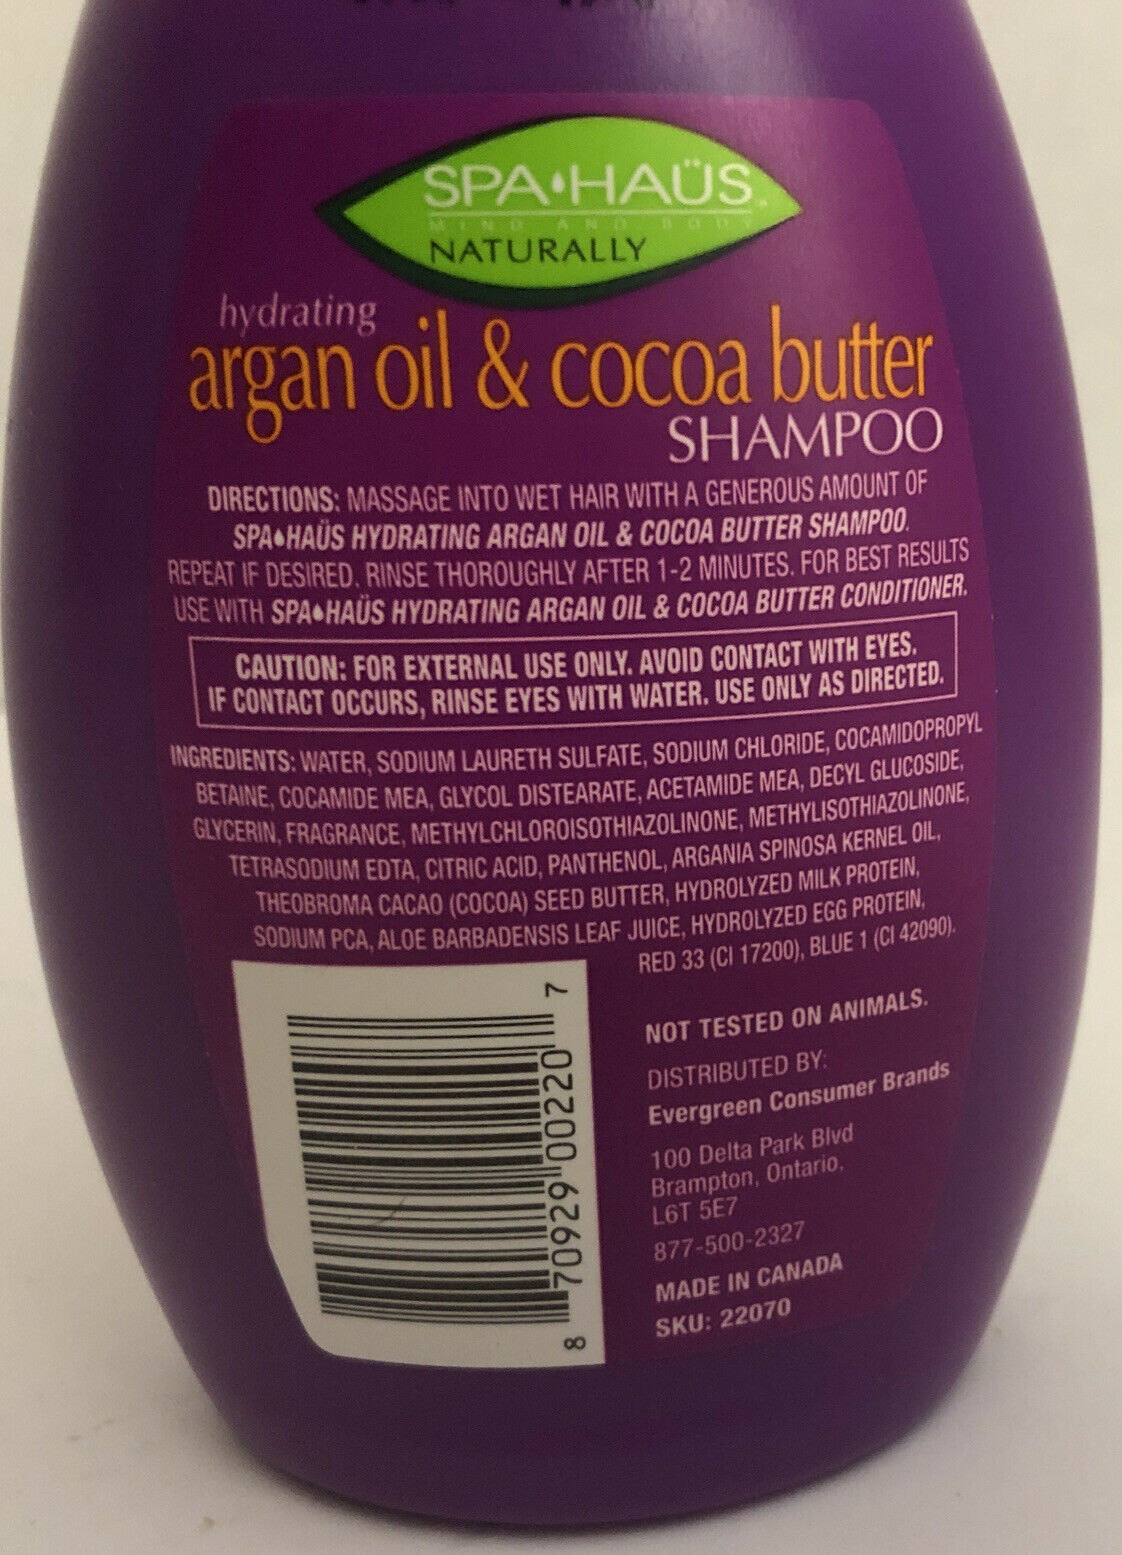 SPA•HAÜS™
MIND AND BODY
NATURALLY
hydrating
argan oil & cocoa butter
SHAMPOO
DIRECTIONS: MASSAGE INTO WET HAIR WITH A GENEROUS AMOUNT OF
SPA•HAÜS HYDRATING ARGAN OIL & COCOA BUTTER SHAMPOO.
REPEAT IF DESIRED. RINSE THOROUGHLY AFTER 1-2 MINUTES. FOR BEST RESULTS
USE WITH SPA•HAÜS HYDRATING ARGAN OIL & COCOA BUTTER CONDITIONER.
CAUTION: FOR EXTERNAL USE ONLY. AVOID CONTACT WITH EYES.
IF CONTACT OCCURS, RINSE EYES WITH WATER. USE ONLY AS DIRECTED.
INGREDIENTS: WATER, SODIUM LAURETH SULFATE, SODIUM CHLORIDE, COCAMIDOPROPYL
BETAINE, COCAMIDE MEA, GLYCOL DISTEARATE, ACETAMIDE MEA, DECYL GLUCOSIDE,
GLYCERIN, FRAGRANCE, METHYLCHLOROISOTHIAZOLINONE, METHYLISOTHIAZOLINONE,
TETRASODIUM EDTA, CITRIC ACID, PANTHENOL, ARGANIA SPINOSA KERNEL OIL,
THEOBROMA CACAO (COCOA) SEED BUTTER, HYDROLYZED MILK PROTEIN,
SODIUM PCA, ALOE BARBADENSIS LEAF JUICE, HYDROLYZED EGG PROTEIN,
RED 33 (CI 17200), BLUE 1 (CI 42090).
8 70929 00220 7
NOT TESTED ON ANIMALS.
DISTRIBUTED BY:
Evergreen Consumer Brands
100 Delta Park Blvd
Brampton, Ontario,
L6T 5E7
877-500-2327
MADE IN CANADA
SKU: 22070